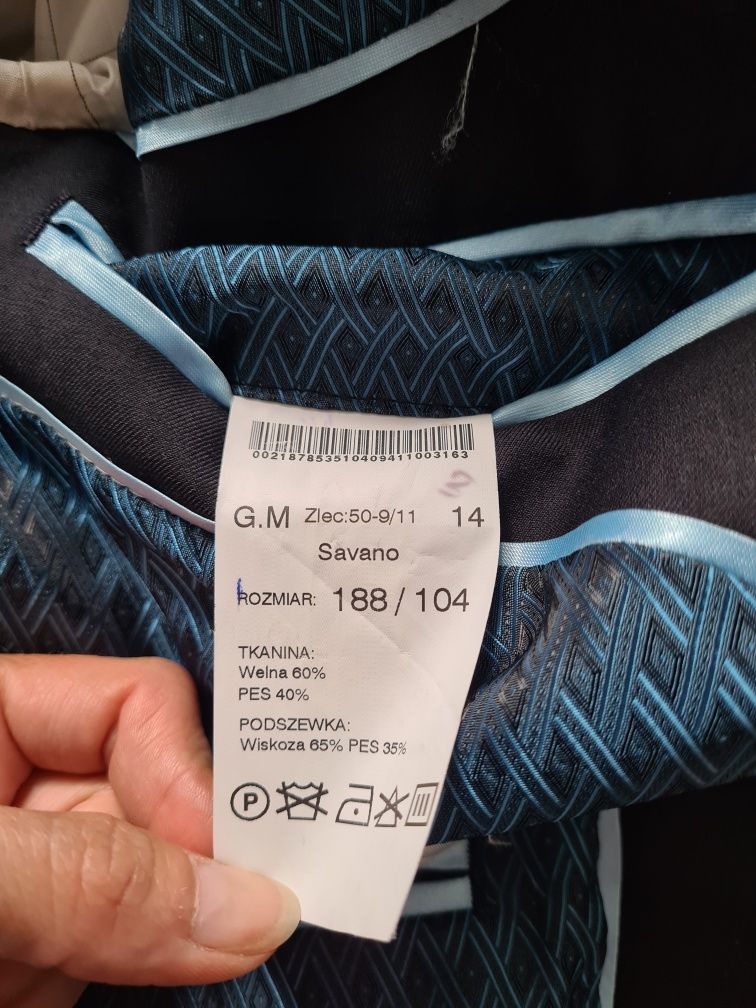 0021878535104094110031​63
G.M Zlec:50-9/11 14
Savano
ROZMIAR: 188 / 104
TKANINA:
Welna 60%
PES 40%
PODSZEWKA:
Wiskoza 65% PES 35%
P